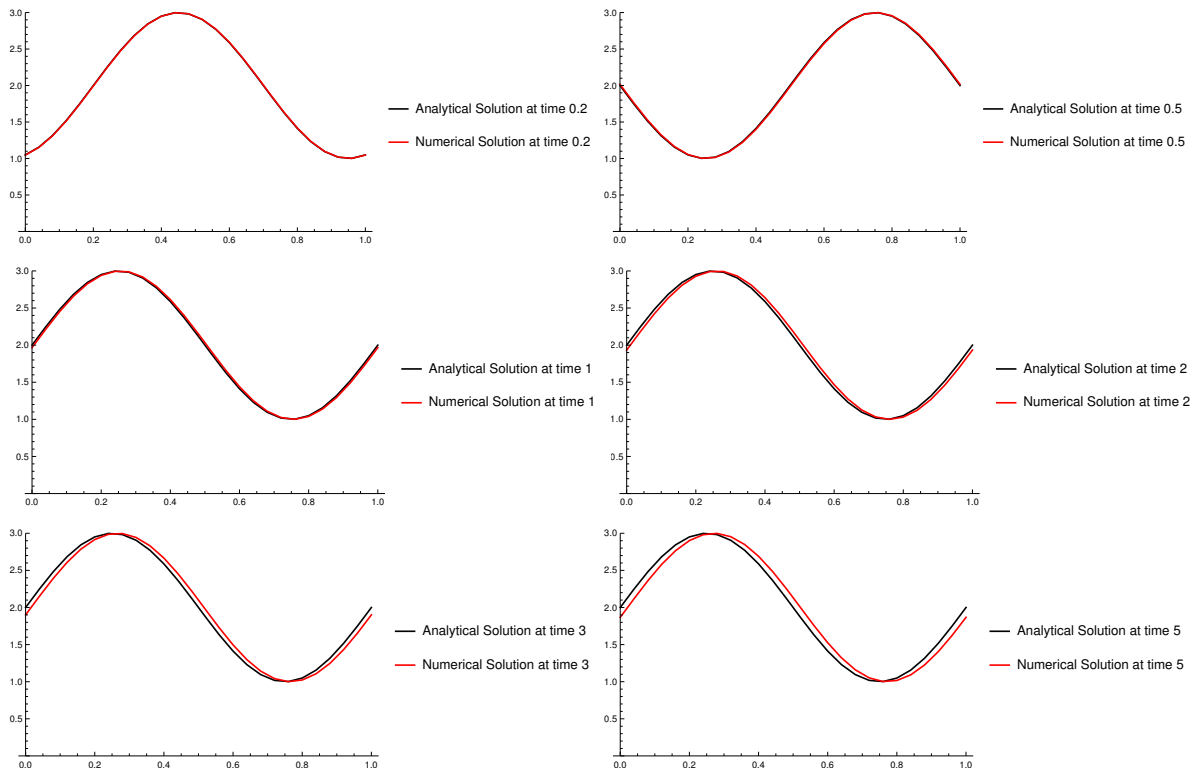 3.0
2.5
2.0
1.5
1.0
0.5
0.0 0.2 0.4 0.6 0.8 1.0
Analytical Solution at time 0.2
Numerical Solution at time 0.2
3.0
2.5
2.0
1.5
1.0
0.5
0.0 0.2 0.4 0.6 0.8 1.0
Analytical Solution at time 0.5
Numerical Solution at time 0.5
3.0
2.5
2.0
1.5
1.0
0.5
0.0 0.2 0.4 0.6 0.8 1.0
Analytical Solution at time 1
Numerical Solution at time 1
3.0
2.5
2.0
1.5
1.0
0.5
0.0 0.2 0.4 0.6 0.8 1.0
Analytical Solution at time 2
Numerical Solution at time 2
3.0
2.5
2.0
1.5
1.0
0.5
0.0 0.2 0.4 0.6 0.8 1.0
Analytical Solution at time 3
Numerical Solution at time 3
3.0
2.5
2.0
1.5
1.0
0.5
0.0 0.2 0.4 0.6 0.8 1.0
Analytical Solution at time 5
Numerical Solution at time 5